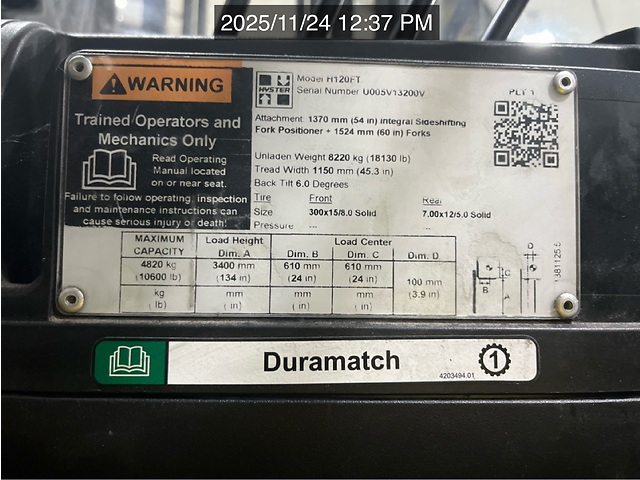 2025/11/24 12:37 PM
WARNING
Trained Operators and
Mechanics Only
Read Operating
Manual located
on or near seat.
Failure to follow operating, inspection
and maintenance instructions can
cause serious injury or death!
HYSTER
Model H120FT
Serial Number U005V13200V
PLT 1
Attachment 1370 mm (54 in) Integral Sideshifting
Fork Positioner + 1524 mm (60 in) Forks
Unladen Weight 8220 kg (18130 lb)
Tread Width 1150 mm (45.3 in)
Back Tilt 6.0 Degrees
Tire Front Rear
Size 300x15/8.0 Solid 7.00x12/5.0 Solid
Pressure --- ---
MAXIMUM CAPACITY Load Height Load Center
Dim. A Dim. B Dim. C Dim. D
4820 kg 3400 mm 610 mm 610 mm 100 mm
(10600 lb) (134 in) (24 in) (24 in) (3.9 in)
kg mm mm mm
( lb) ( in) ( in) ( in)
D
C
B
A
Duramatch
1
4203494.01